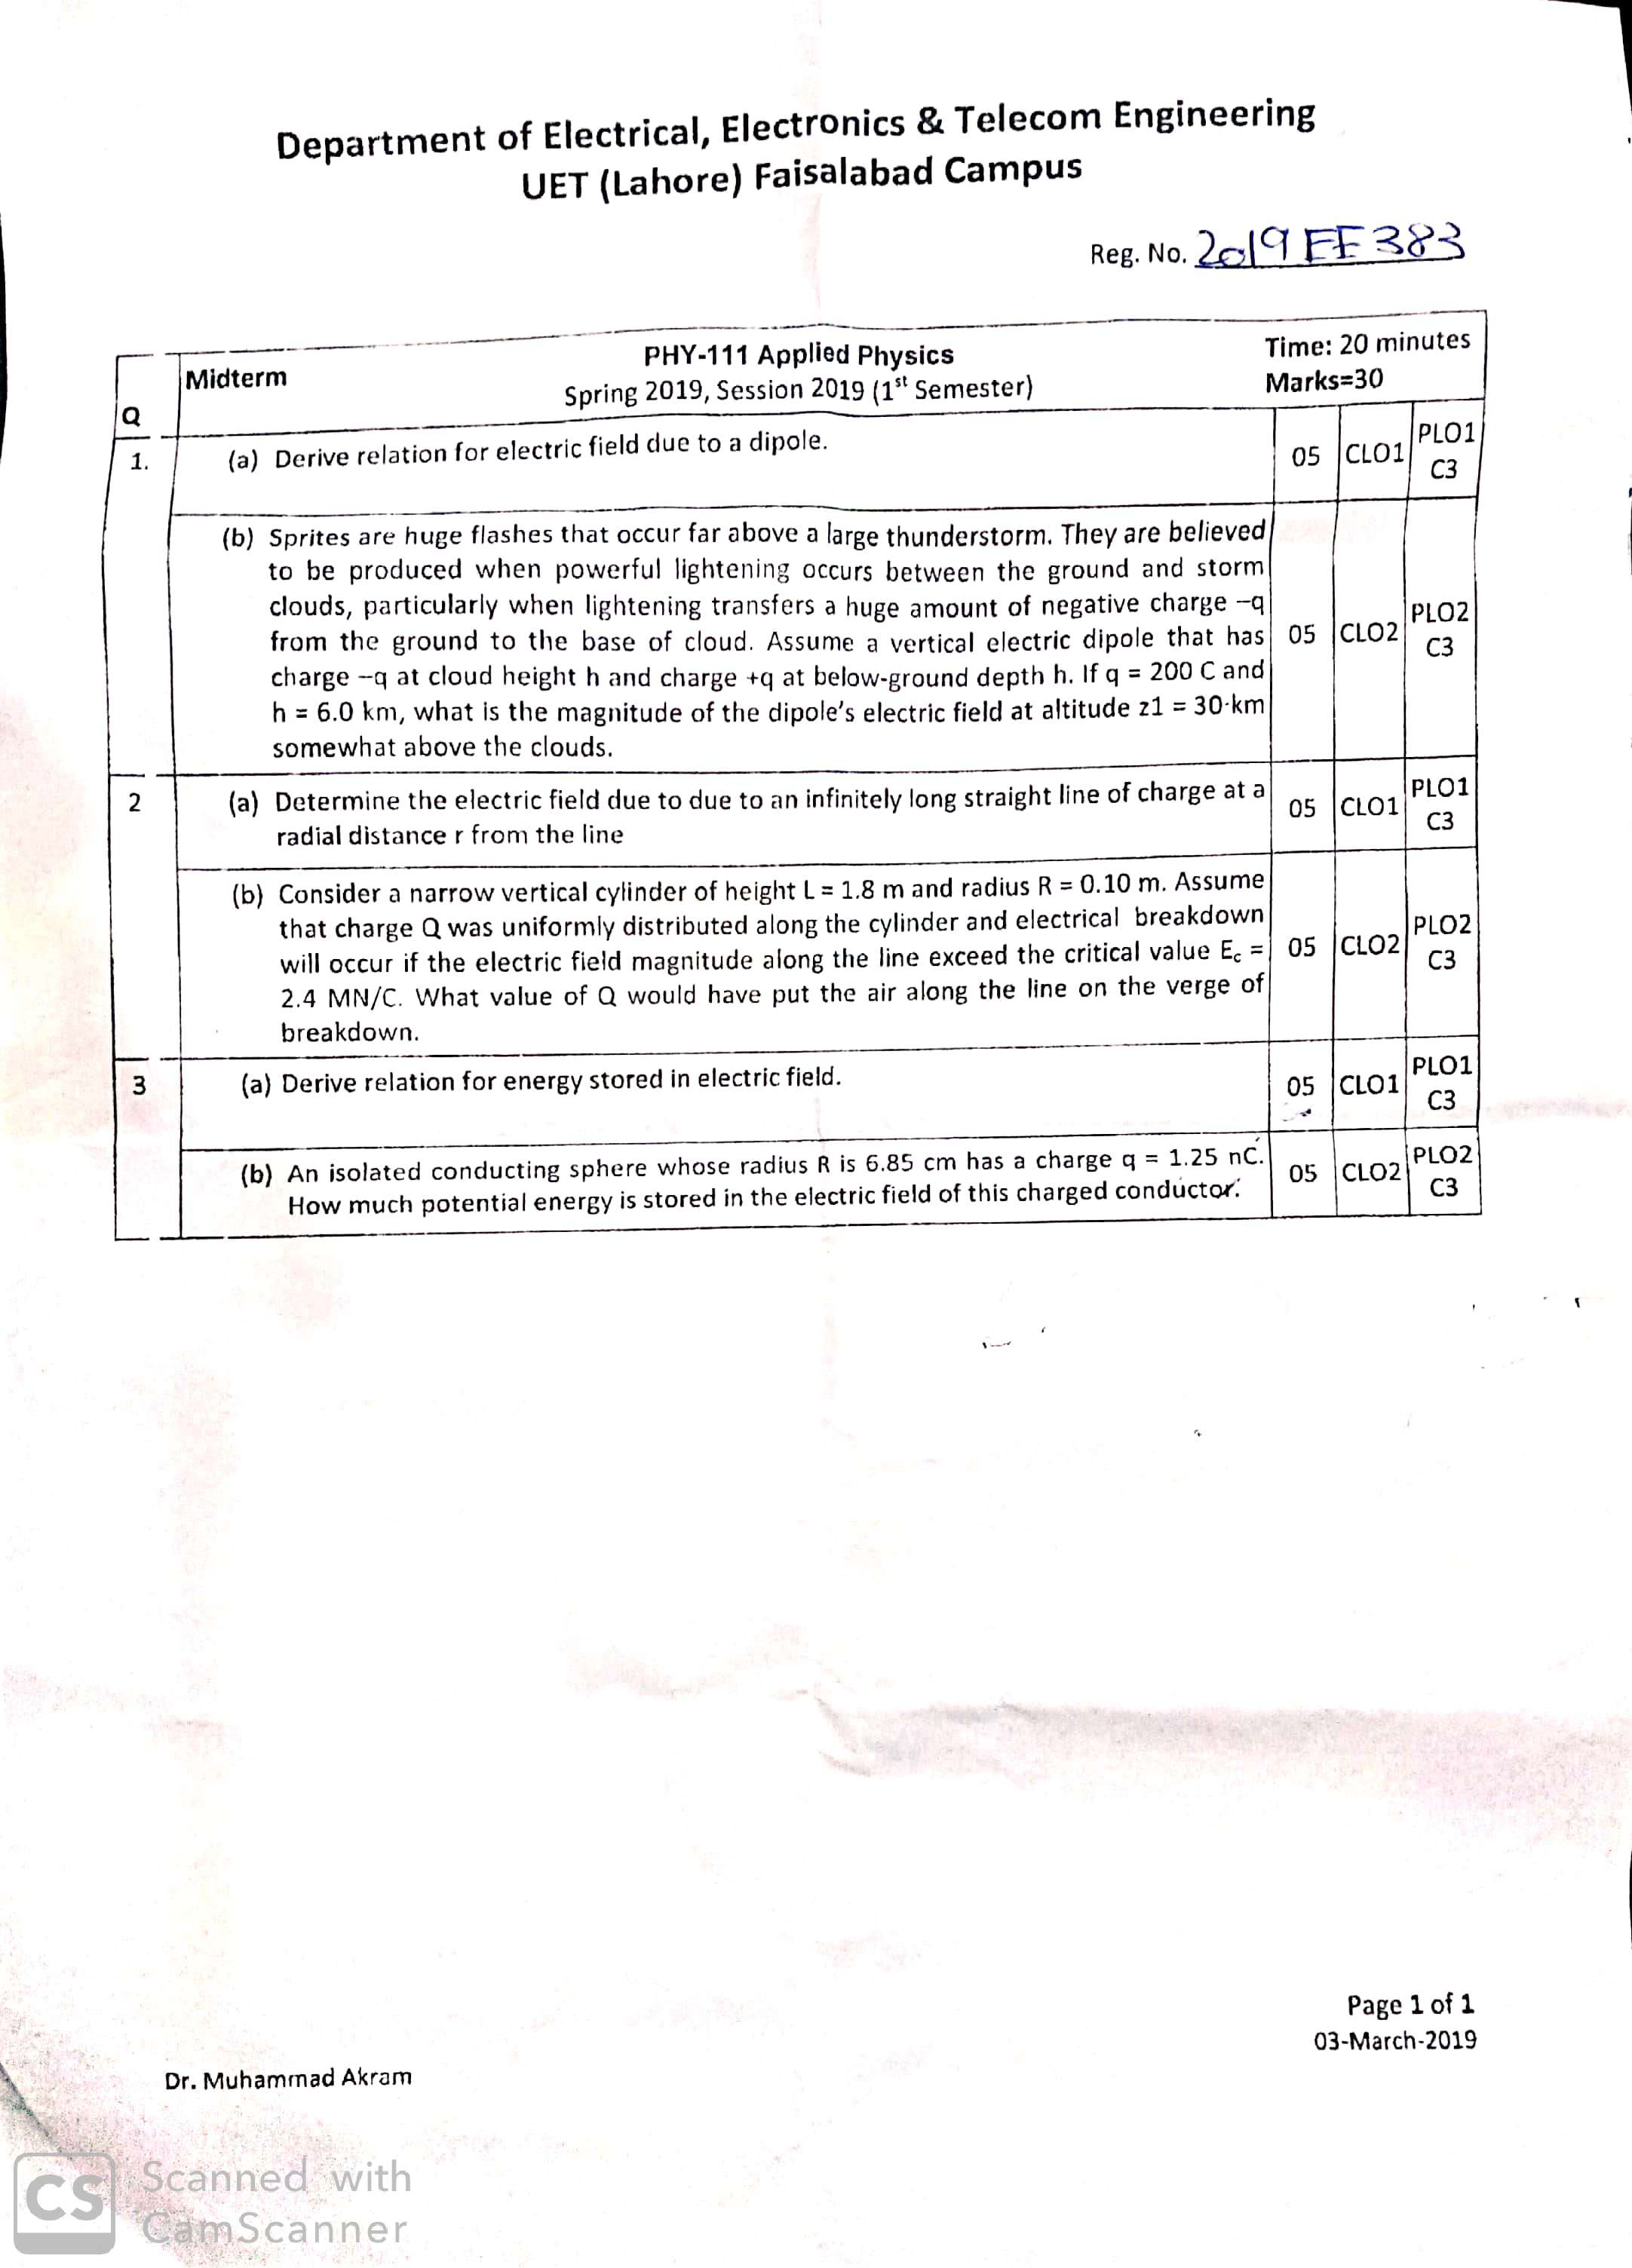 Department of Electrical, Electronics & Telecom Engineering
UET (Lahore) Faisalabad Campus
Reg. No. 2019 EE 383
Q
Midterm
PHY-111 Applied Physics
Spring 2019, Session 2019 (1st Semester)
Time: 20 minutes
Marks=30
1.
(a) Derive relation for electric field due to a dipole.
05 CLO1 PLO1
C3
(b) Sprites are huge flashes that occur far above a large thunderstorm. They are believed
to be produced when powerful lightening occurs between the ground and storm
clouds, particularly when lightening transfers a huge amount of negative charge –q
from the ground to the base of cloud. Assume a vertical electric dipole that has
charge –q at cloud height h and charge +q at below-ground depth h. If q = 200 C and
h = 6.0 km, what is the magnitude of the dipole's electric field at altitude z1 = 30 km
somewhat above the clouds.
05 CLO2 PLO2
C3
2
(a) Determine the electric field due to due to an infinitely long straight line of charge at a
radial distance r from the line
05 CLO1 PLO1
C3
(b) Consider a narrow vertical cylinder of height L = 1.8 m and radius R = 0.10 m. Assume
that charge Q was uniformly distributed along the cylinder and electrical breakdown
will occur if the electric field magnitude along the line exceed the critical value Ec =
2.4 MN/C. What value of Q would have put the air along the line on the verge of
breakdown.
05 CLO2 PLO2
C3
3
(a) Derive relation for energy stored in electric field.
05 CLO1 PLO1
C3
(b) An isolated conducting sphere whose radius R is 6.85 cm has a charge q = 1.25 nC.
How much potential energy is stored in the electric field of this charged conductor.
05 CLO2 PLO2
C3
Page 1 of 1
03-March-2019
Dr. Muhammad Akram
CS Scanned with
CamScanner